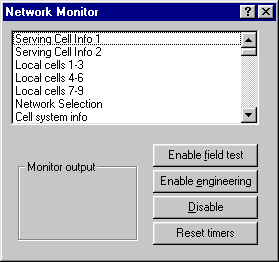 Network Monitor
Serving Cell Info 1
Serving Cell Info 2
Local cells 1-3
Local cells 4-6
Local cells 7-9
Network Selection
Cell system info
Monitor output
Enable field test
Enable engineering
Disable
Reset timers